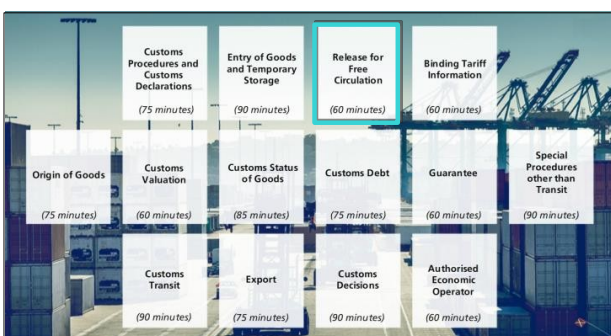 Customs
Procedures and
Customs
Declarations
(75 minutes)
Entry of Goods
and Temporary
Storage
(90 minutes)
Release for
Free
Circulation
(60 minutes)
Binding Tariff
Information
(60 minutes)
Origin of Goods
(75 minutes)
Customs
Valuation
(60 minutes)
Customs Status
of Goods
(85 minutes)
Customs Debt
(75 minutes)
Guarantee
(60 minutes)
Special
Procedures
other than
Transit
(90 minutes)
Customs
Transit
(90 minutes)
Export
(75 minutes)
Customs
Decisions
(90 minutes)
Authorised
Economic
Operator
(60 minutes)